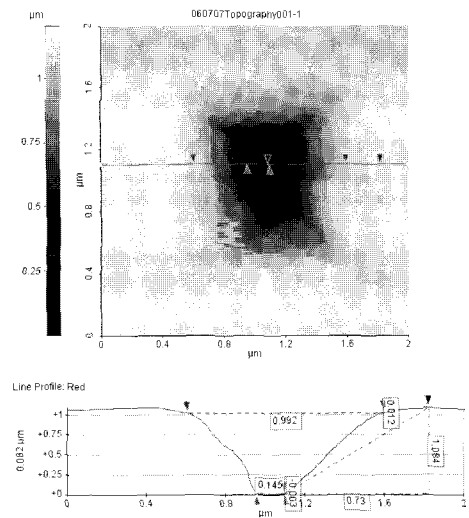 060707Topography001-1
µm
1
0.75
0.5
0.25
2
1.6
1.2
µm
0.8
0.4
0
0 0.4 0.8 1.2 1.6 2
µm
Line Profile: Red
0.082 µm
+1
+0.75
+0.5
+0.25
+0
0.992
0.012
1.084
0.145
0.003
0.73
0 0.4 0.8 1.2 1.6 2
µm